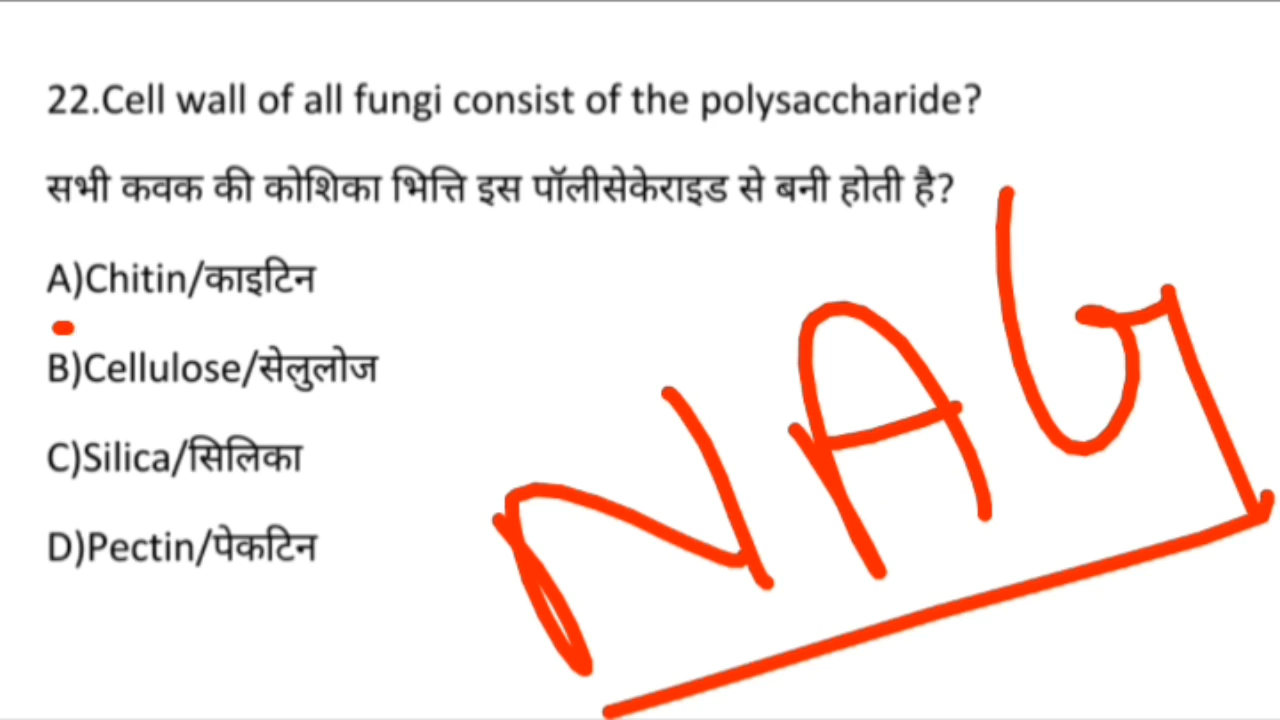 22.Cell wall of all fungi consist of the polysaccharide?
सभी कवक की कोशिका भित्ति इस पॉलीसेकेराइड से बनी होती है?
A)Chitin/काइटिन
B)Cellulose/सेलुलोज
C)Silica/सिलिका
D)Pectin/पेकटिन
NAG